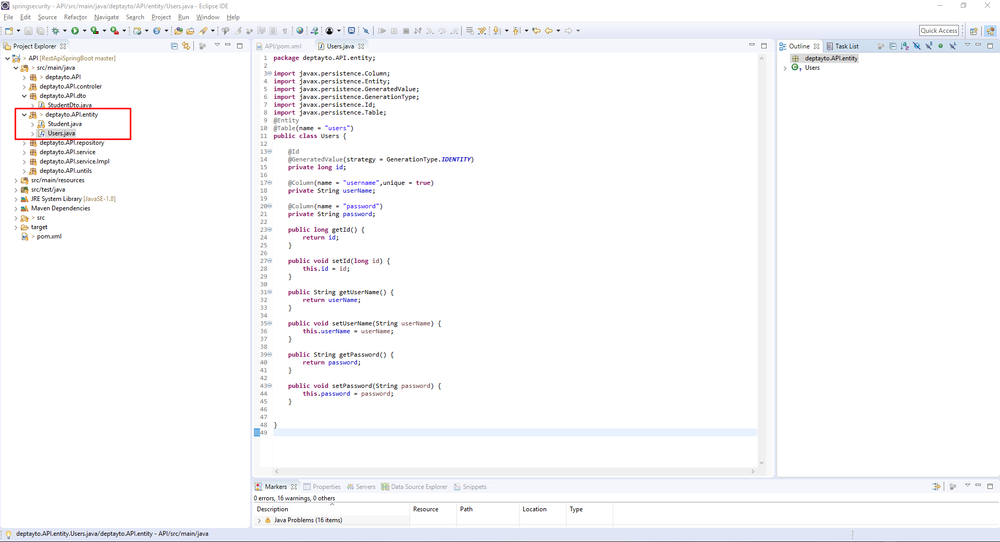 springsecurity - API/src/main/java/deptayto/API/entity/Users.java - Eclipse IDE
File Edit Source Refactor Navigate Search Project Run Window Help
Quick Access
Project Explorer
API [RestApiSpringBoot master]
src/main/java
deptayto.API
deptayto.API.controler
deptayto.API.dto
StudentDto.java
deptayto.API.entity
Student.java
Users.java
deptayto.API.repository
deptayto.API.service
deptayto.API.service.Impl
deptayto.API.untils
src/main/resources
src/test/java
JRE System Library [JavaSE-1.8]
Maven Dependencies
src
target
pom.xml
API/pom.xml Users.java
1 package deptayto.API.entity;
2
3 import javax.persistence.Column;
4 import javax.persistence.Entity;
5 import javax.persistence.GeneratedValue;
6 import javax.persistence.GenerationType;
7 import javax.persistence.Id;
8 import javax.persistence.Table;
9 @Entity
10 @Table(name = "users")
11 public class Users {
12
13 @Id
14 @GeneratedValue(strategy = GenerationType.IDENTITY)
15 private long id;
16
17 @Column(name = "username",unique = true)
18 private String userName;
19
20 @Column(name = "password")
21 private String password;
22
23 public long getId() {
24 return id;
25 }
26
27 public void setId(long id) {
28 this.id = id;
29 }
30
31 public String getUserName() {
32 return userName;
33 }
34
35 public void setUserName(String userName) {
36 this.userName = userName;
37 }
38
39 public String getPassword() {
40 return password;
41 }
42
43 public void setPassword(String password) {
44 this.password = password;
45 }
46
47
48 }
49
Outline Task List
deptayto.API.entity
Users
Markers Properties Servers Data Source Explorer Snippets
0 errors, 16 warnings, 0 others
Description Resource Path Location Type
Java Problems (16 items)
deptayto.API.entity.Users.java/deptayto.API.entity - API/src/main/java